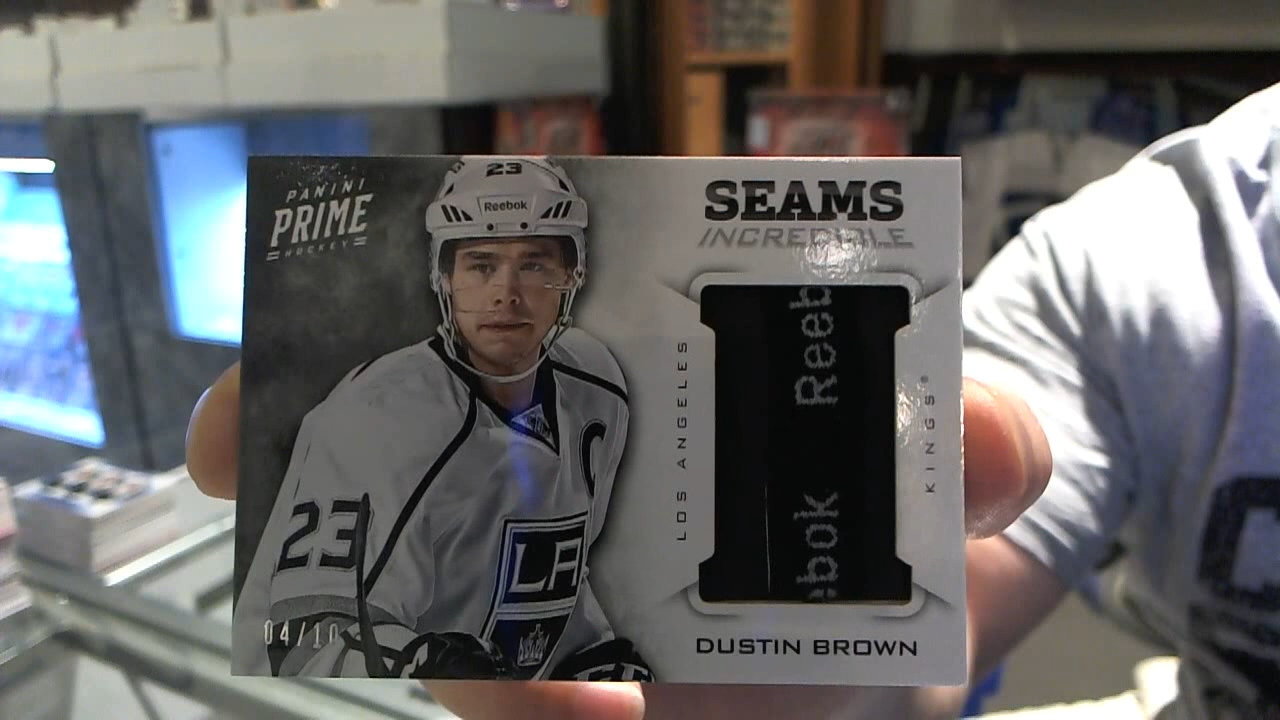 PANINI
PRIME
HOCKEY
23
Reebok
SEAMS
INCREDIBLE
Reeb
bok
LOS ANGELES
KINGS
C
23
LA
04/10
DUSTIN BROWN